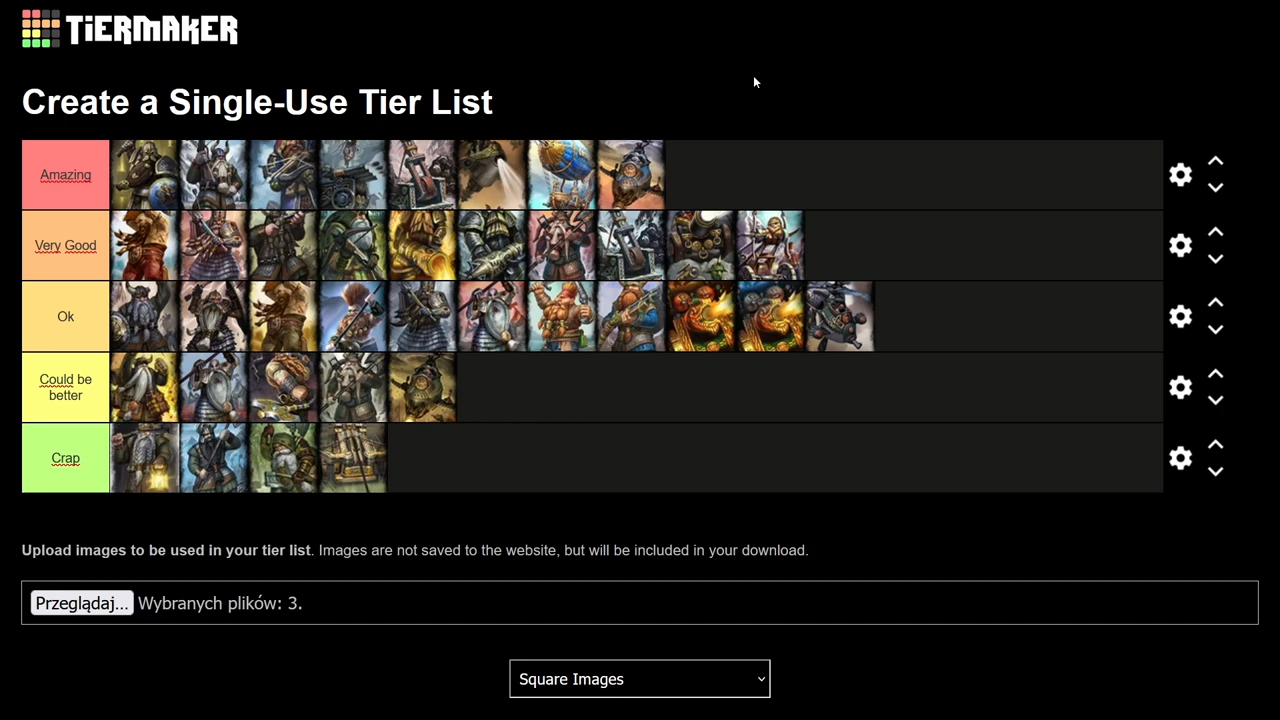 TiERMAKER
Create a Single-Use Tier List
Amazing
Very Good
Ok
Could be
better
Crap
Upload images to be used in your tier list. Images are not saved to the website, but will be included in your download.
Przeglądaj... Wybranych plików: 3.
Square Images